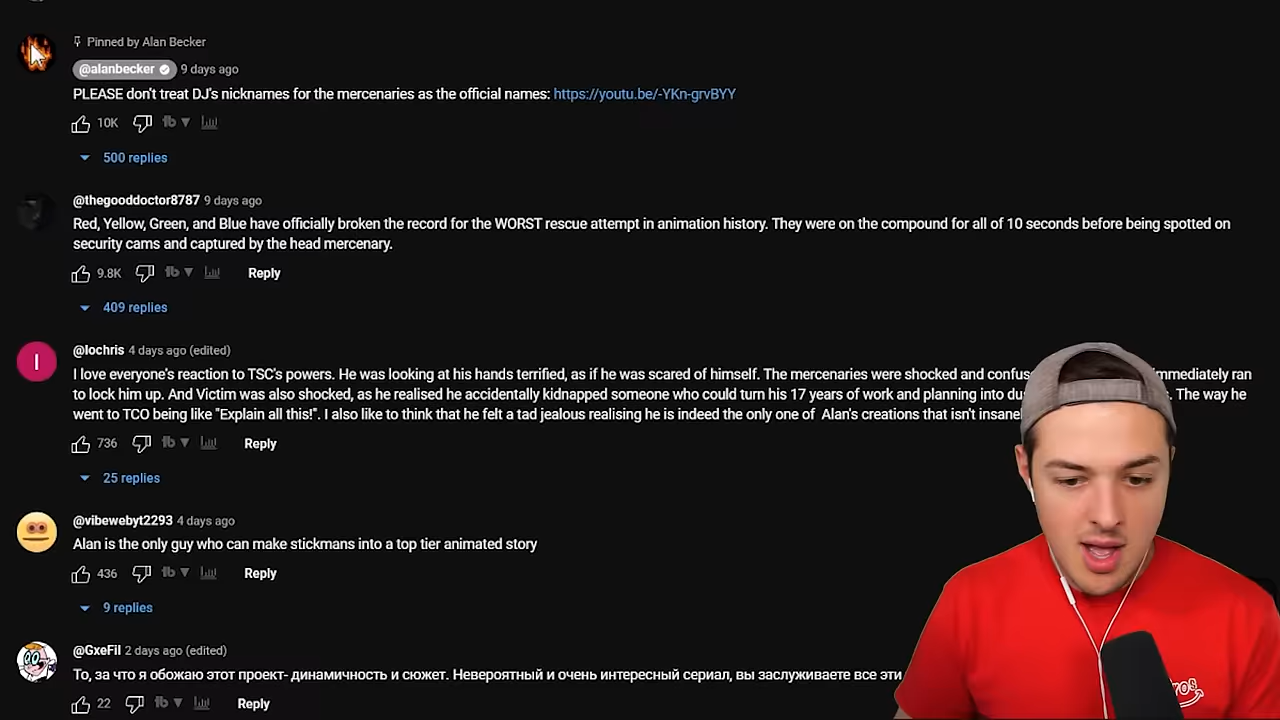 Pinned by Alan Becker
@alanbecker 9 days ago
PLEASE don't treat DJ's nicknames for the mercenaries as the official names: https://youtu.be/-YKn-grvBYY
10K
500 replies
@thegooddoctor8787 9 days ago
Red, Yellow, Green, and Blue have officially broken the record for the WORST rescue attempt in animation history. They were on the compound for all of 10 seconds before being spotted on
security cams and captured by the head mercenary.
9.8K Reply
409 replies
I
@lochris 4 days ago (edited)
I love everyone's reaction to TSC's powers. He was looking at his hands terrified, as if he was scared of himself. The mercenaries were shocked and immediately ran
to lock him up. And Victim was also shocked, as he realised he accidentally kidnapped someone who could turn his 17 years of work and planning into The way he
went to TCO being like "Explain all this!". I also like to think that he felt a tad jealous realising he is indeed the only one of Alan's creations that isn't
736 Reply
25 replies
@vibewebyt2293 4 days ago
Alan is the only guy who can make stickmans into a top tier animated story
436 Reply
9 replies
@GxeFil 2 days ago (edited)
То, за что я обожаю этот проект- динамичность и сюжет. Невероятный и очень интересный сериал, вы заслуживаете все эти
22 Reply